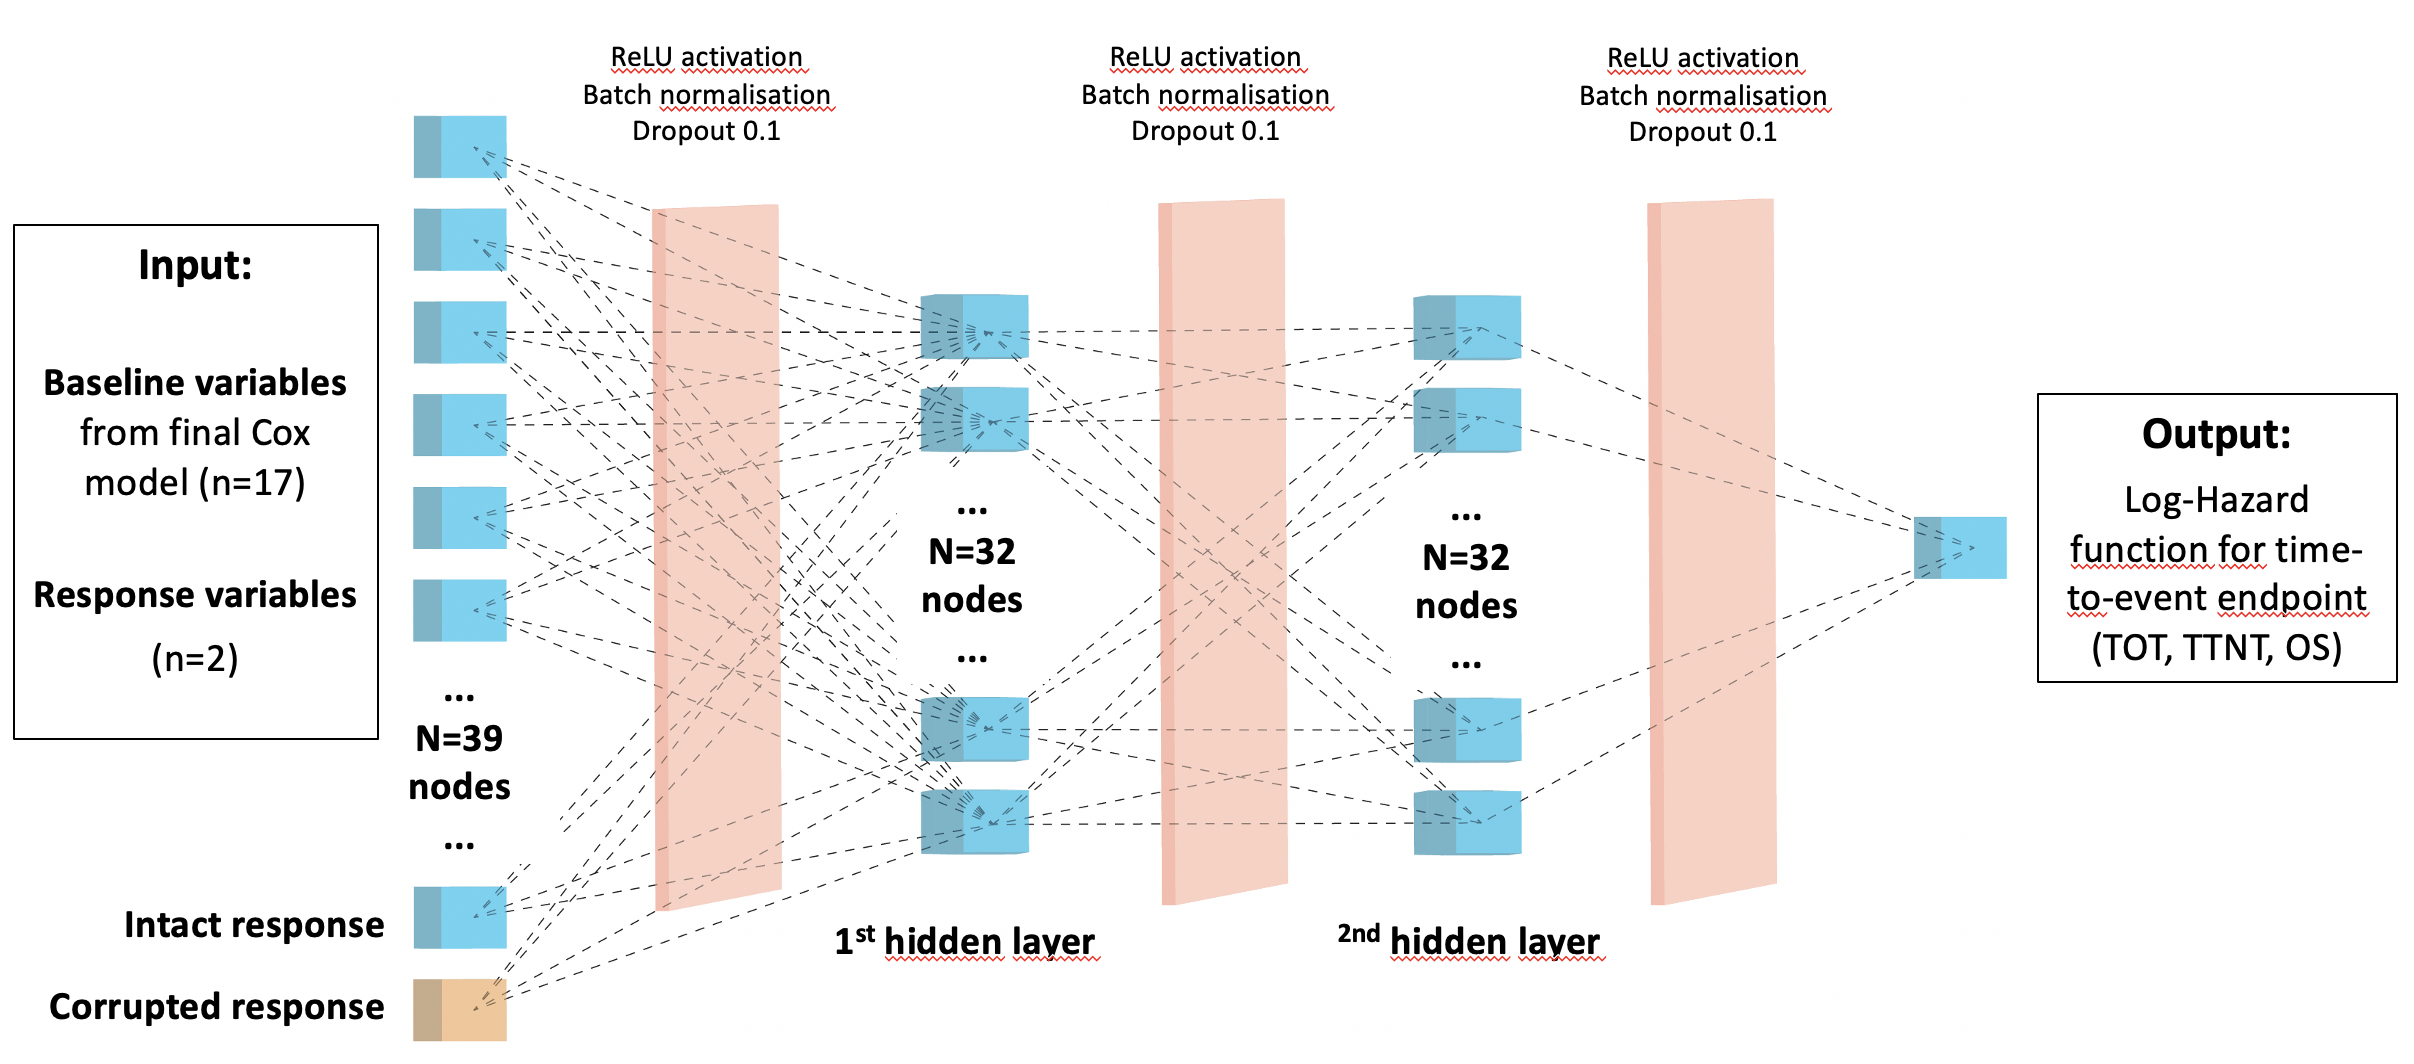 ReLU activation
Batch normalisation
Dropout 0.1
ReLU activation
Batch normalisation
Dropout 0.1
ReLU activation
Batch normalisation
Dropout 0.1
Input:
Baseline variables
from final Cox
model (n=17)
Response variables
(n=2)
...
N=39
nodes
...
Intact response
Corrupted response
...
N=32
nodes
...
1st hidden layer
...
N=32
nodes
...
2nd hidden layer
Output:
Log-Hazard
function for time-
to-event endpoint
(TOT, TTNT, OS)